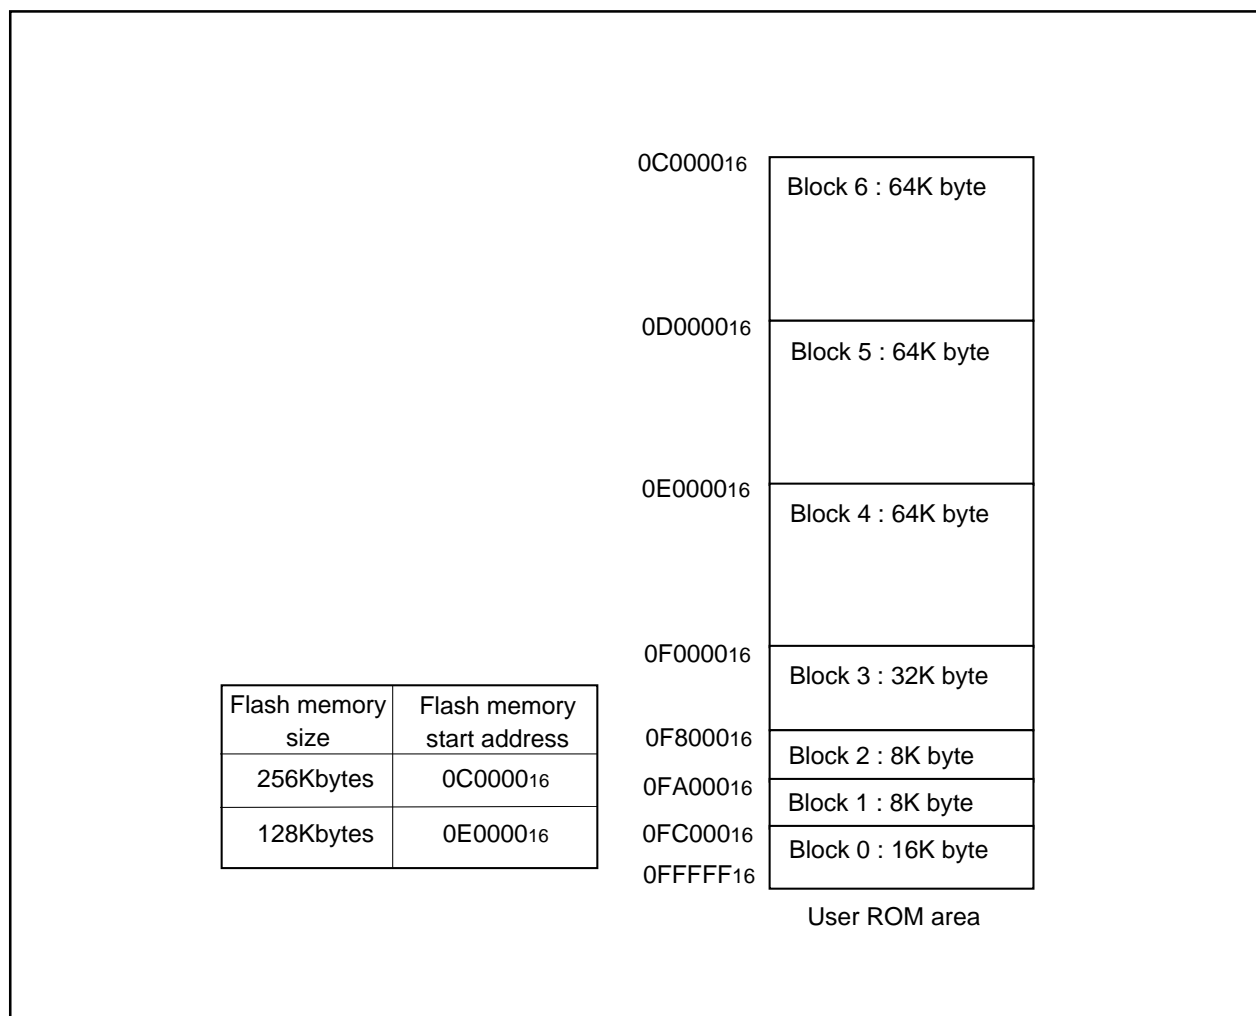 0C000016
Block 6 : 64K byte
0D000016
Block 5 : 64K byte
0E000016
Block 4 : 64K byte
0F000016
Block 3 : 32K byte
0F800016
Block 2 : 8K byte
0FA00016
Block 1 : 8K byte
0FC00016
Block 0 : 16K byte
0FFFFF16
User ROM area
Flash memory size
Flash memory start address
256Kbytes
0C000016
128Kbytes
0E000016